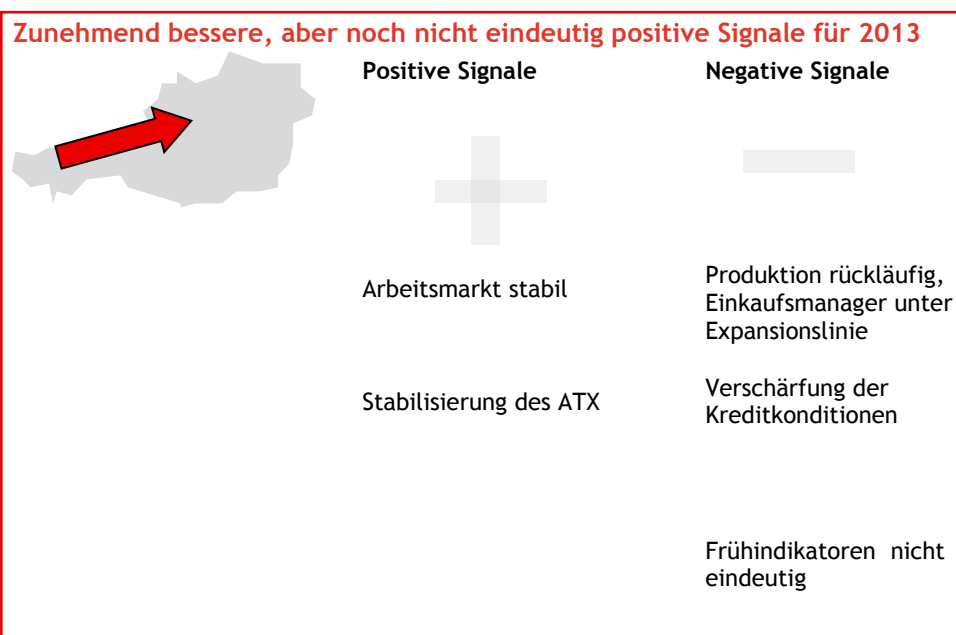 Zunehmend bessere, aber noch nicht eindeutig positive Signale für 2013
Positive Signale
Negative Signale
Arbeitsmarkt stabil
Produktion rückläufig,
Einkaufsmanager unter
Expansionslinie
Stabilisierung des ATX
Verschärfung der
Kreditkonditionen
Frühindikatoren nicht
eindeutig